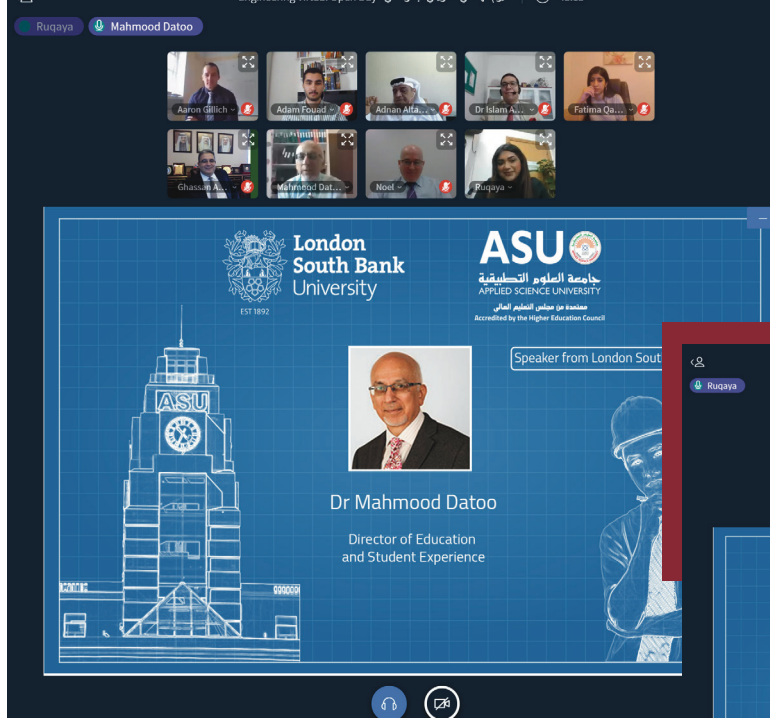 Ruqaya
Mahmood Datoo
Aaron Gillich
Adam Fouad
Adnan Alta...
Dr Islam A...
Fatima Qa...
Ghassan A...
Mahmood Dat...
Noel
Ruqaya
London
South Bank
University
EST 1892
ASU
جامعة العلوم التطبيقية
APPLIED SCIENCE UNIVERSITY
معتمدة من مجلس التعليم العالي
Accredited by the Higher Education Council
Speaker from London Sout
ASU
Dr Mahmood Datoo
Director of Education
and Student Experience
Ruqaya